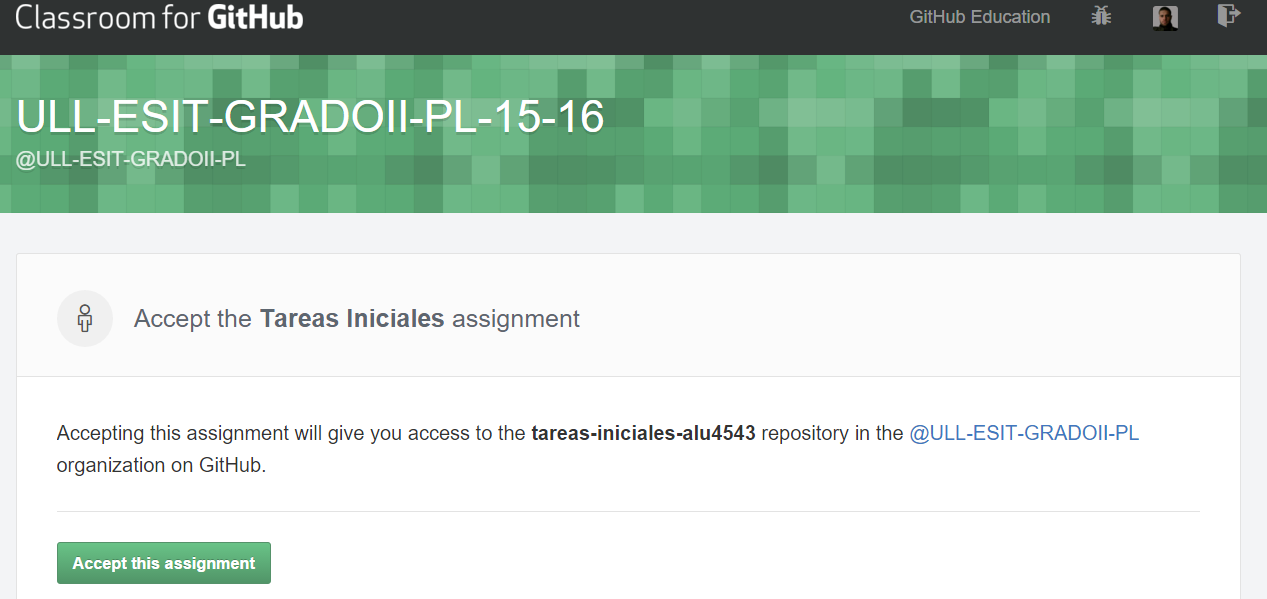 Classroom for GitHub
GitHub Education
ULL-ESIT-GRADOII-PL-15-16
@ULL-ESIT-GRADOII-PL
Accept the Tareas Iniciales assignment
Accepting this assignment will give you access to the tareas-iniciales-alu4543 repository in the @ULL-ESIT-GRADOII-PL
organization on GitHub.
Accept this assignment